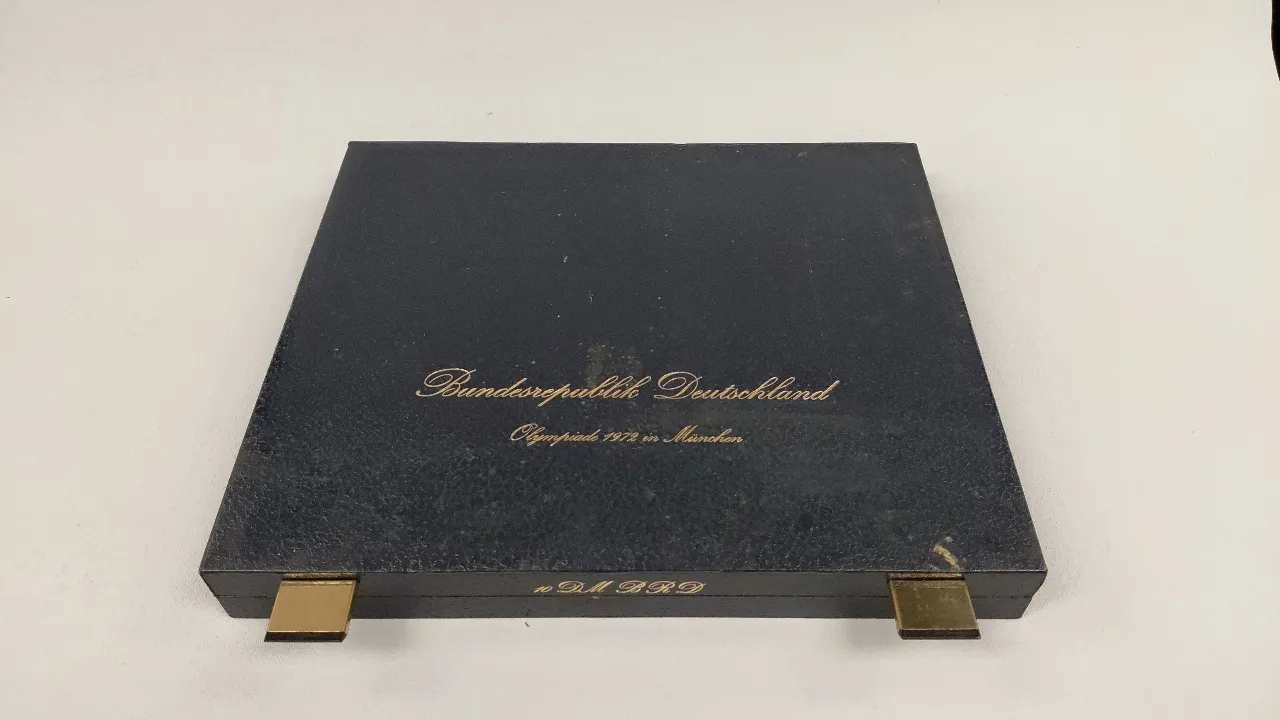 Bundesrepublik Deutschland
Olympiade 1972 in München
10 DM BRD